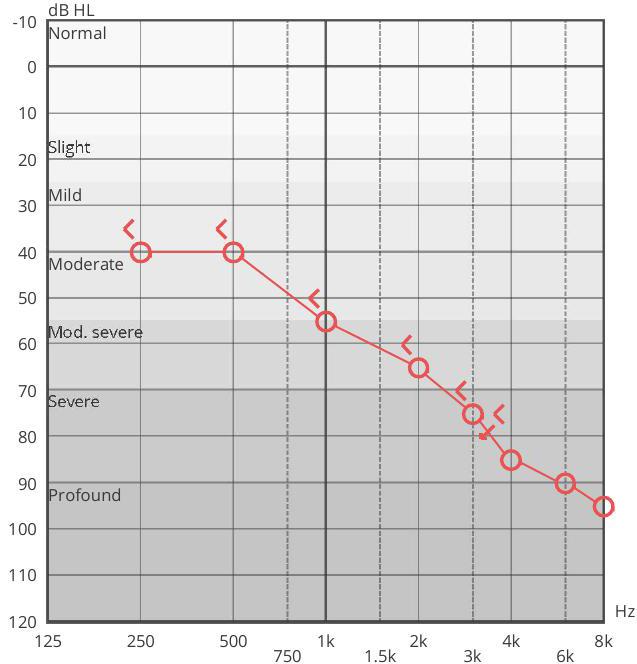 dB HL
-10
Normal
0
10
Slight
20
Mild
30
40
Moderate
50
Mod. severe
60
70
Severe
80
90
Profound
100
110
Hz
120
125 250 500 1k 2k 4k 8k
750 1.5k 3k 6k